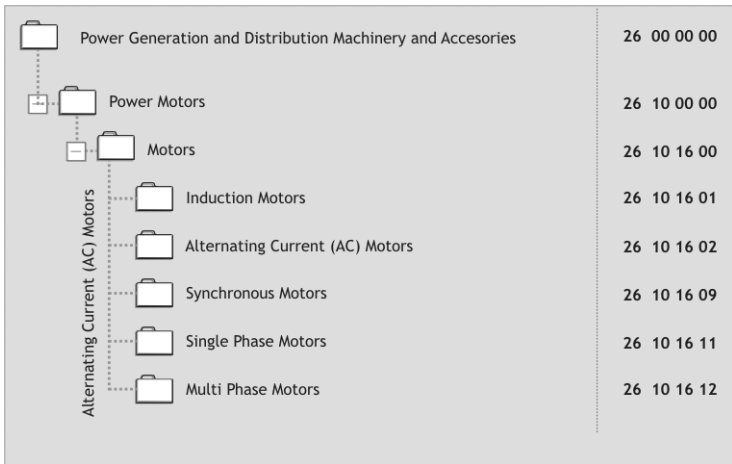 Power Generation and Distribution Machinery and Accesories 26 00 00 00
Power Motors 26 10 00 00
Motors 26 10 16 00
Induction Motors 26 10 16 01
Alternating Current (AC) Motors 26 10 16 02
Synchronous Motors 26 10 16 09
Single Phase Motors 26 10 16 11
Multi Phase Motors 26 10 16 12
Alternating Current (AC) Motors